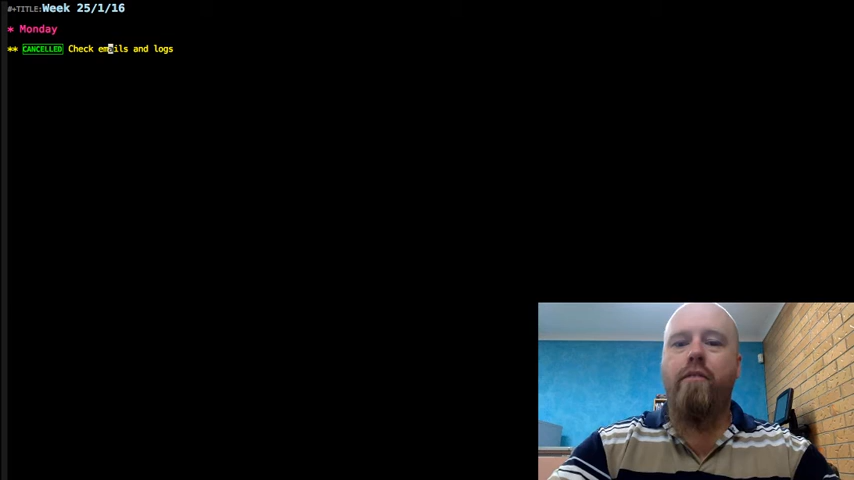 #+TITLE:Week 25/1/16
* Monday
** CANCELLED Check emails and logs